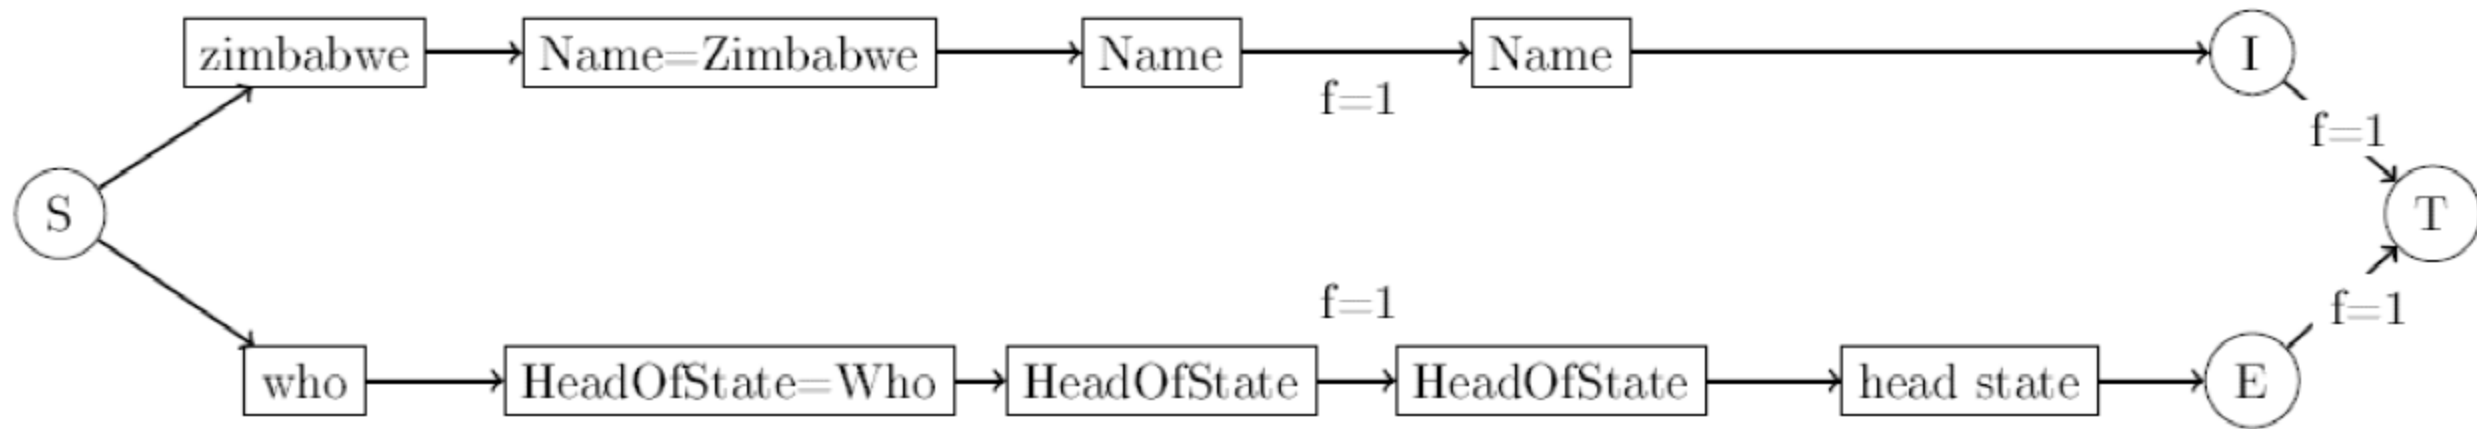 zimbabwe Name=Zimbabwe Name Name I
f=1
f=1
S T
f=1 f=1
who HeadOfState=Who HeadOfState HeadOfState head state E